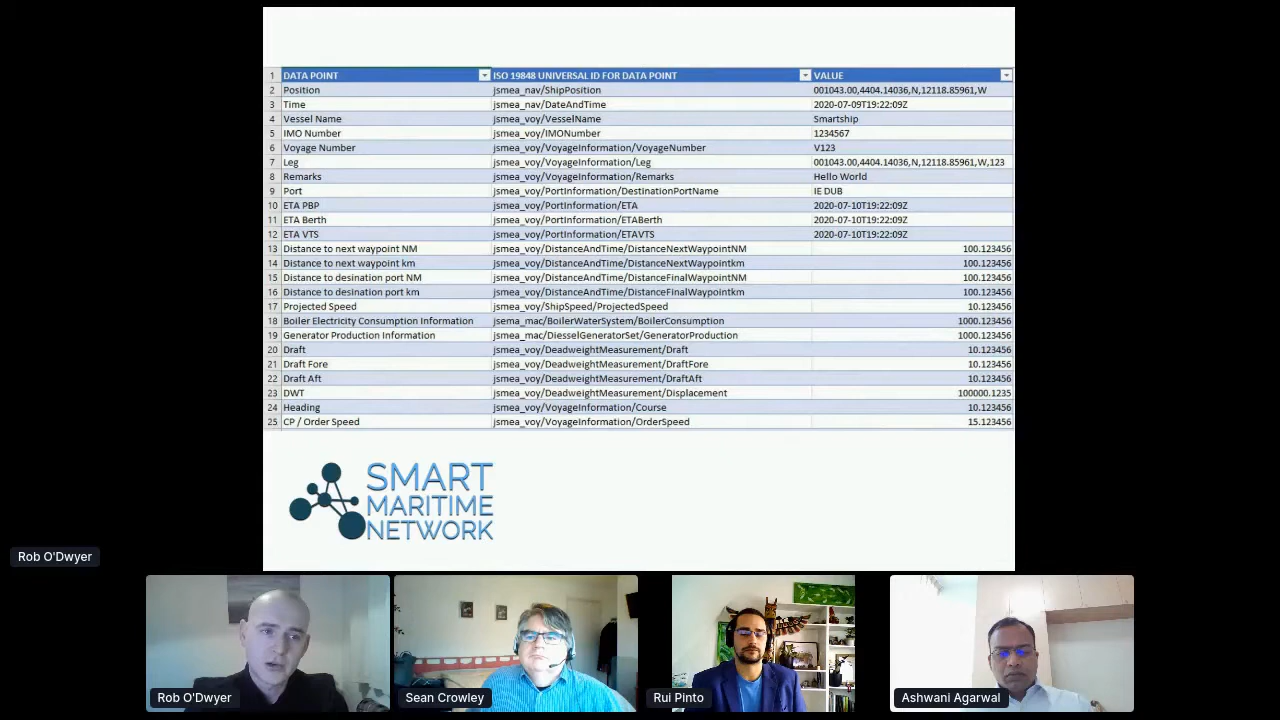 1 DATA POINT ISO 19848 UNIVERSAL ID FOR DATA POINT VALUE
2 Position jsmea_nav/ShipPosition 001043.00,4404.14036,N,12118.85961,W
3 Time jsmea_nav/DateAndTime 2020-07-09T19:22:09Z
4 Vessel Name jsmea_voy/VesselName Smartship
5 IMO Number jsmea_voy/IMONumber 1234567
6 Voyage Number jsmea_voy/VoyageInformation/VoyageNumber V123
7 Leg jsmea_voy/VoyageInformation/Leg 001043.00,4404.14036,N,12118.85961,W,123
8 Remarks jsmea_voy/VoyageInformation/Remarks Hello World
9 Port jsmea_voy/PortInformation/DestinationPortName IE DUB
10 ETA PBP jsmea_voy/PortInformation/ETA 2020-07-10T19:22:09Z
11 ETA Berth jsmea_voy/PortInformation/ETABerth 2020-07-10T19:22:09Z
12 ETA VTS jsmea_voy/PortInformation/ETAVTS 2020-07-10T19:22:09Z
13 Distance to next waypoint NM jsmea_voy/DistanceAndTime/DistanceNextWaypointNM 100.123456
14 Distance to next waypoint km jsmea_voy/DistanceAndTime/DistanceNextWaypointkm 100.123456
15 Distance to desination port NM jsmea_voy/DistanceAndTime/DistanceFinalWaypointNM 100.123456
16 Distance to desination port km jsmea_voy/DistanceAndTime/DistanceFinalWaypointkm 100.123456
17 Projected Speed jsmea_voy/ShipSpeed/ProjectedSpeed 10.123456
18 Boiler Electricity Consumption Information jsema_mac/BoilerWaterSystem/BoilerConsumption 1000.123456
19 Generator Production Information jsmea_mac/DiesselGeneratorSet/GeneratorProduction 1000.123456
20 Draft jsmea_voy/DeadweightMeasurement/Draft 10.123456
21 Draft Fore jsmea_voy/DeadweightMeasurement/DraftFore 10.123456
22 Draft Aft jsmea_voy/DeadweightMeasurement/DraftAft 10.123456
23 DWT jsmea_voy/DeadweightMeasurement/Displacement 100000.1235
24 Heading jsmea_voy/VoyageInformation/Course 10.123456
25 CP / Order Speed jsmea_voy/VoyageInformation/OrderSpeed 15.123456
SMART
MARITIME
NETWORK
Rob O'Dwyer
Rob O'Dwyer
Sean Crowley
Rui Pinto
Ashwani Agarwal